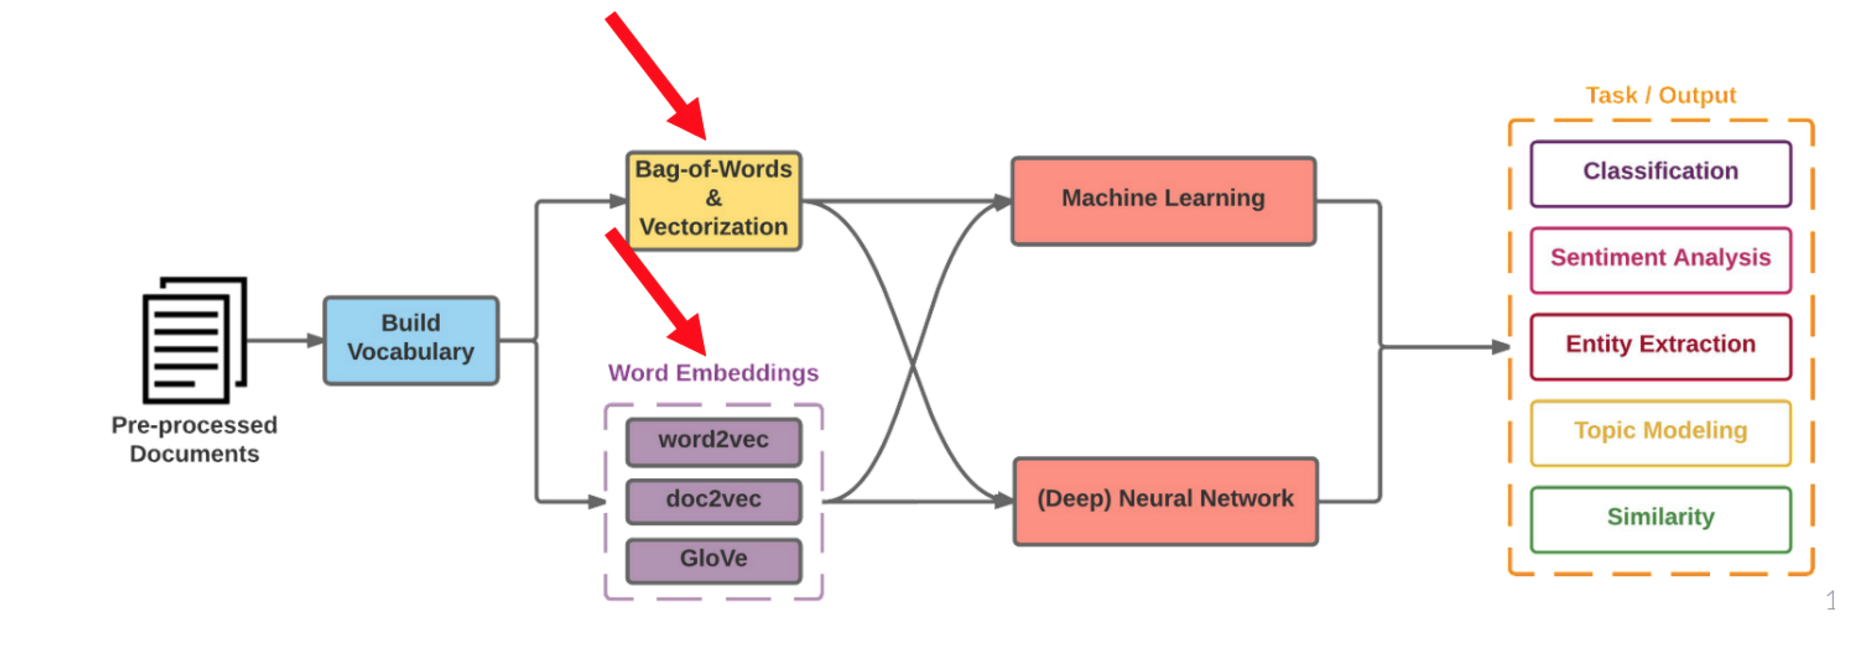 Pre-processed
Documents
Build
Vocabulary
Bag-of-Words
&
Vectorization
Word Embeddings
word2vec
doc2vec
GloVe
Machine Learning
(Deep) Neural Network
Task / Output
Classification
Sentiment Analysis
Entity Extraction
Topic Modeling
Similarity
1